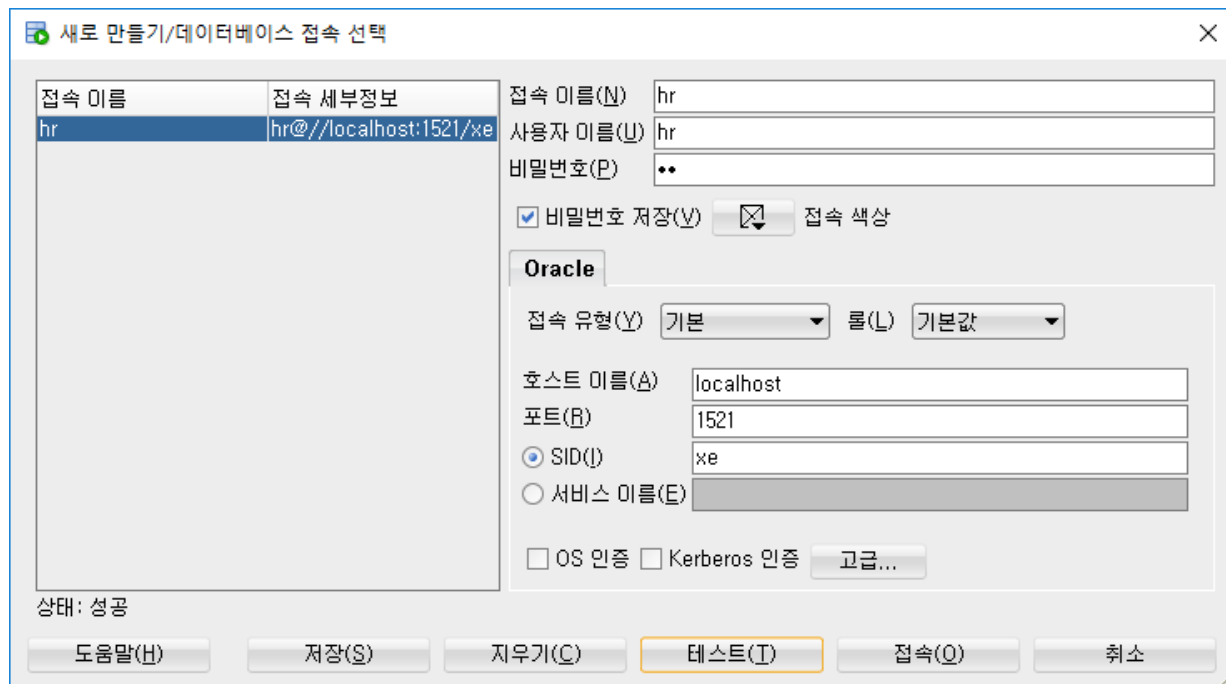 새로 만들기/데이터베이스 접속 선택
접속 이름 접속 세부정보
hr hr@//localhost:1521/xe
접속 이름(N) hr
사용자 이름(U) hr
비밀번호(P) ••
비밀번호 저장(V) 접속 색상
Oracle
접속 유형(Y) 기본 롤(L) 기본값
호스트 이름(A) localhost
포트(R) 1521
SID(I) xe
서비스 이름(E)
OS 인증 Kerberos 인증 고급...
상태: 성공
도움말(H) 저장(S) 지우기(C) 테스트(T) 접속(O) 취소